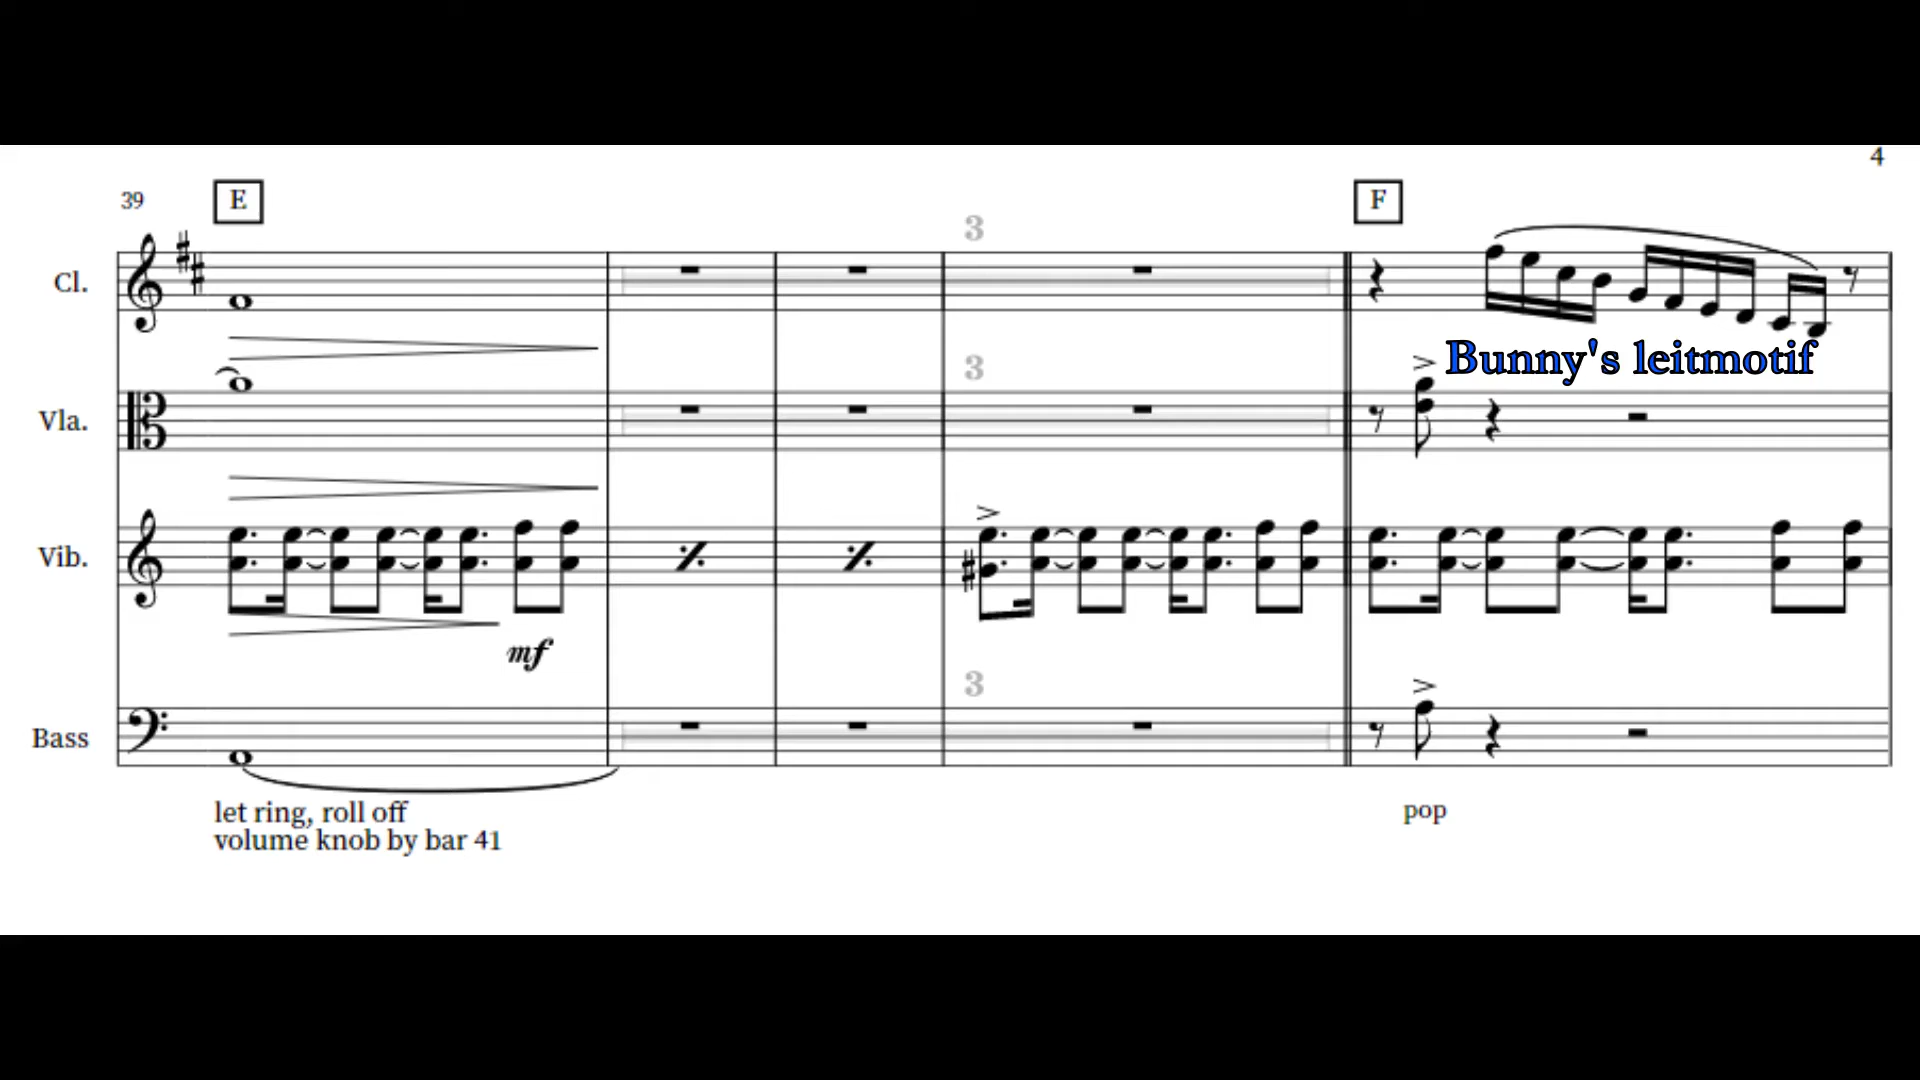 4
39 E F
3
Cl.
Bunny's leitmotif
3
Vla.
Vib.
mf
3
Bass
let ring, roll off
volume knob by bar 41
pop